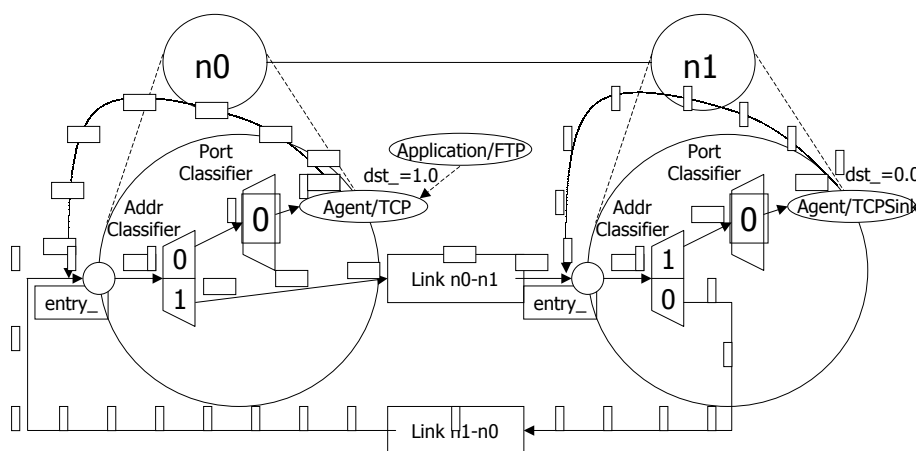 n0
n1
Port
Classifier
Application/FTP
Port
Classifier
dst_=1.0
dst_=0.0
Addr
Classifier
0
Agent/TCP
Addr
Classifier
0
Agent/TCPSink
0
1
1
0
Link n0-n1
entry_
entry_
Link n1-n0